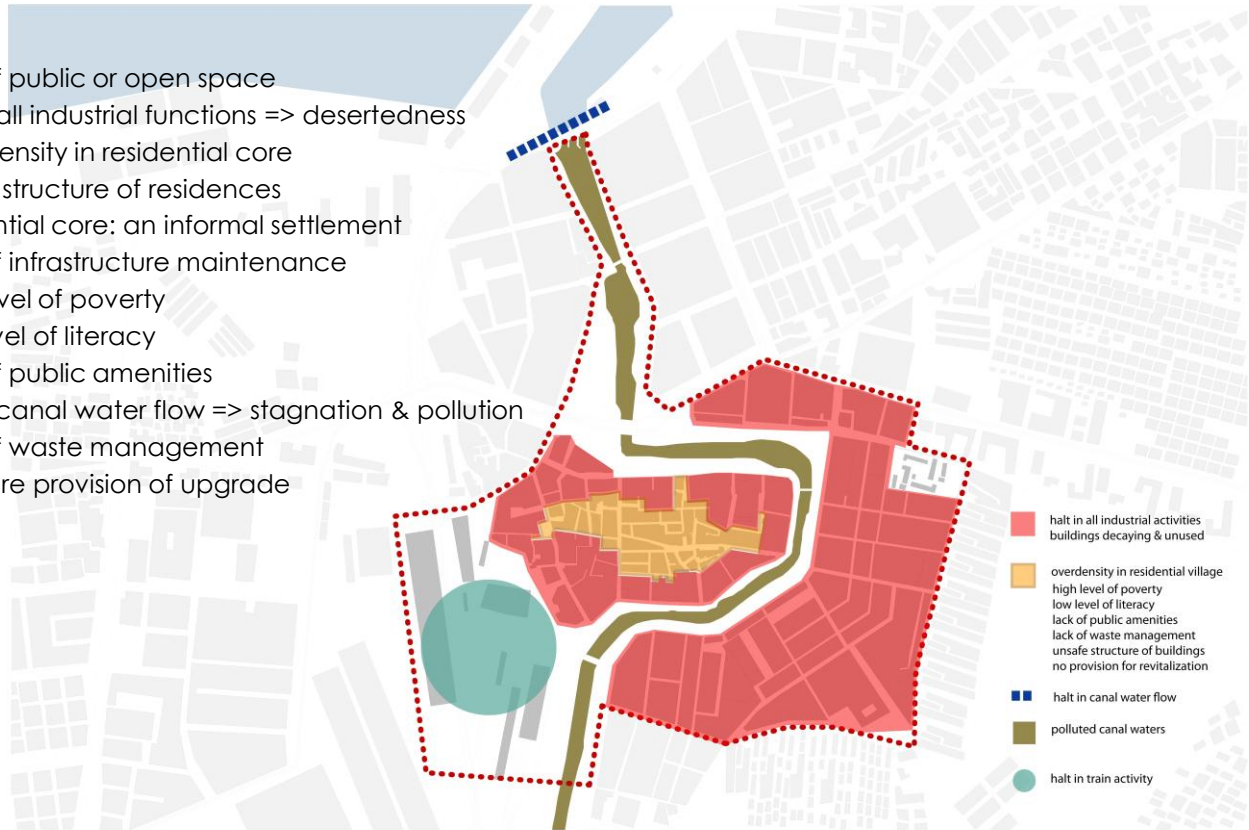 public or open space
all industrial functions => desertedness
ensity in residential core
structure of residences
ntial core: an informal settlement
infrastructure maintenance
vel of poverty
vel of literacy
public amenities
canal water flow => stagnation & pollution
waste management
re provision of upgrade
halt in all industrial activities
buildings decaying & unused
overdensity in residential village
high level of poverty
low level of literacy
lack of public amenities
lack of waste management
unsafe structure of buildings
no provision for revitalization
halt in canal water flow
polluted canal waters
halt in train activity